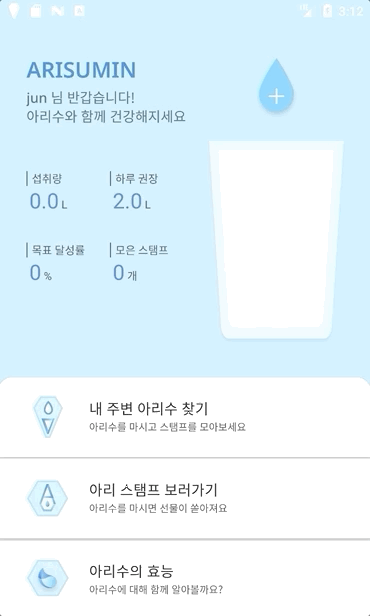 3:12
ARISUMIN
jun 님 반갑습니다!
아리수와 함께 건강해지세요
섭취량
하루 권장
0.0 L
2.0 L
목표 달성률
모은 스탬프
0 %
0 개
내 주변 아리수 찾기
아리수를 마시고 스탬프를 모아보세요
아리 스탬프 보러가기
아리수를 마시면 선물이 쏟아져요
아리수의 효능
아리수에 대해 함께 알아볼까요?